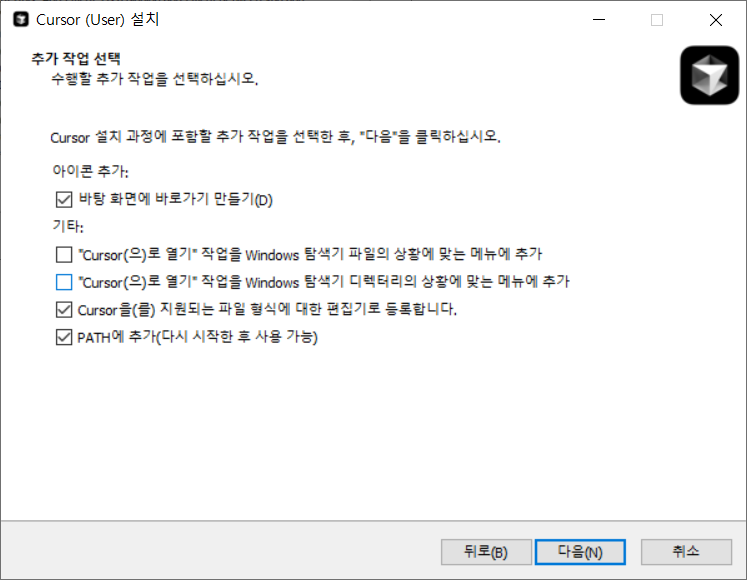 Cursor (User) 설치
추가 작업 선택
수행할 추가 작업을 선택하십시오.
Cursor 설치 과정에 포함할 추가 작업을 선택한 후, "다음"을 클릭하십시오.
아이콘 추가:
바탕 화면에 바로가기 만들기(D)
기타:
"Cursor(으)로 열기" 작업을 Windows 탐색기 파일의 상황에 맞는 메뉴에 추가
"Cursor(으)로 열기" 작업을 Windows 탐색기 디렉터리의 상황에 맞는 메뉴에 추가
Cursor을(를) 지원되는 파일 형식에 대한 편집기로 등록합니다.
PATH에 추가(다시 시작한 후 사용 가능)
뒤로(B) 다음(N) 취소